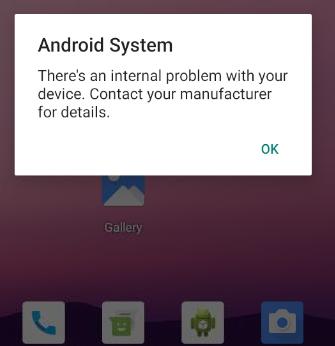 Android System
There's an internal problem with your
device. Contact your manufacturer
for details.
OK
Gallery